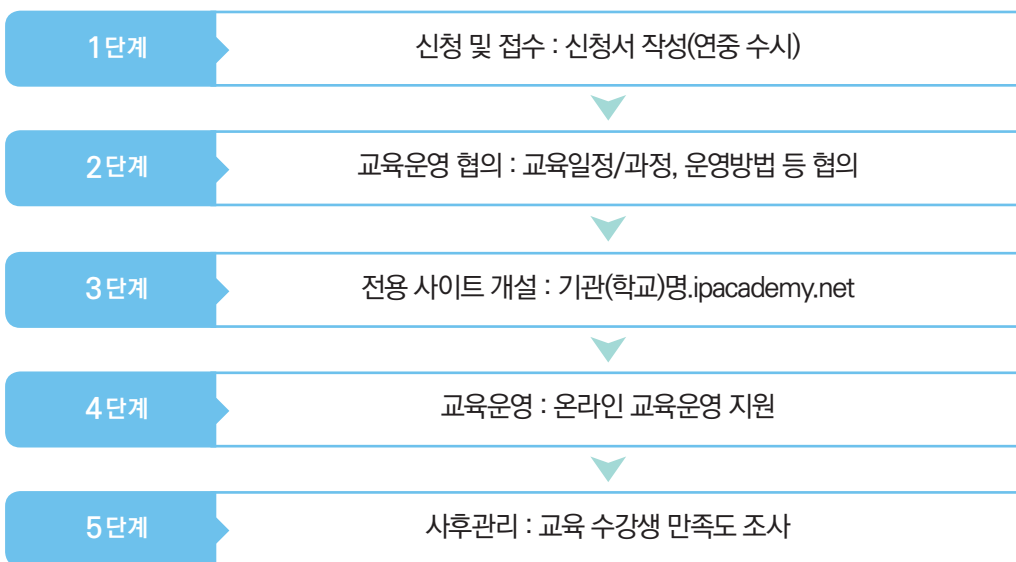 1단계
신청 및 접수 : 신청서 작성(연중 수시)
2단계
교육운영 협의 : 교육일정/과정, 운영방법 등 협의
3단계
전용 사이트 개설 : 기관(학교)명.ipacademy.net
4단계
교육운영 : 온라인 교육운영 지원
5단계
사후관리 : 교육 수강생 만족도 조사